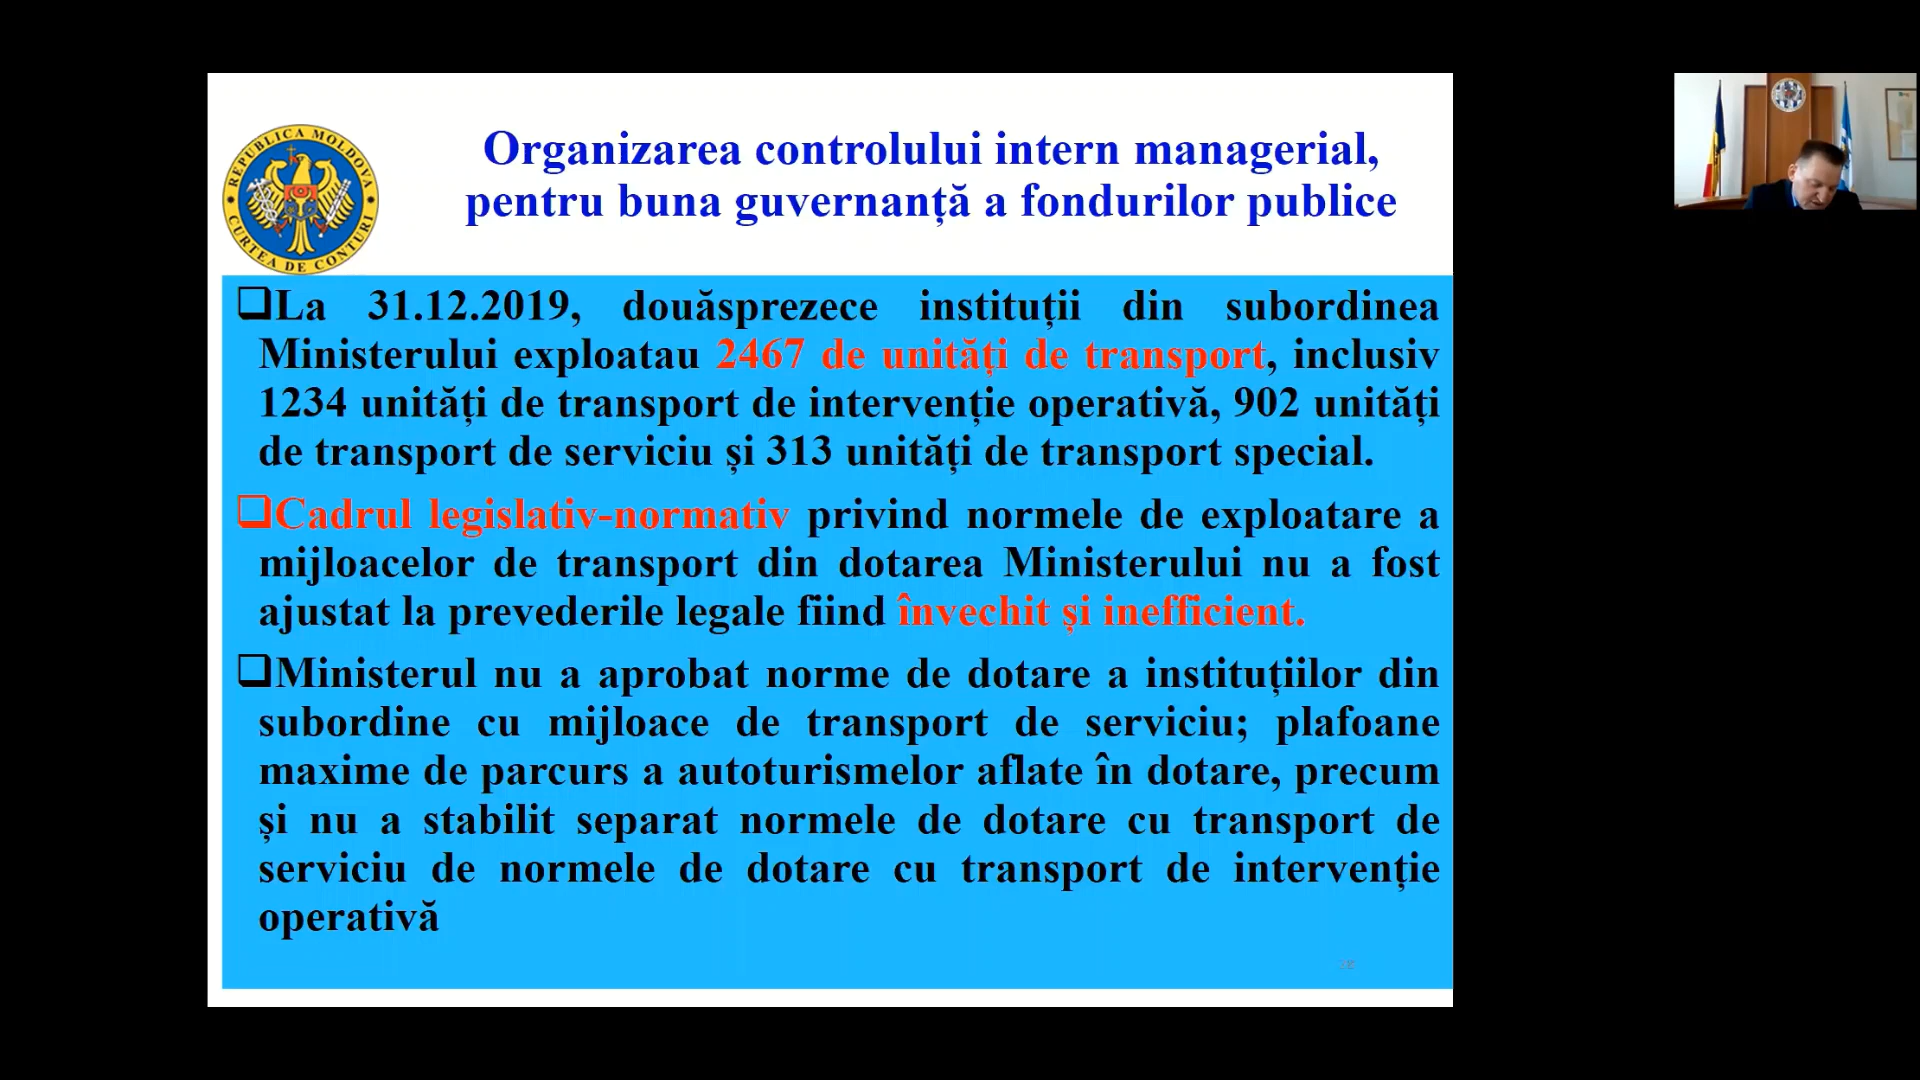 REPUBLICA MOLDOVA
CURTEA DE CONTURI
Organizarea controlului intern managerial,
pentru buna guvernanță a fondurilor publice
La 31.12.2019, douăsprezece instituții din subordinea
Ministerului exploatau 2467 de unități de transport, inclusiv
1234 unități de transport de intervenție operativă, 902 unități
de transport de serviciu și 313 unități de transport special.
Cadrul legislativ-normativ privind normele de exploatare a
mijloacelor de transport din dotarea Ministerului nu a fost
ajustat la prevederile legale fiind învechit și inefficient.
Ministerul nu a aprobat norme de dotare a instituțiilor din
subordine cu mijloace de transport de serviciu; plafoane
maxime de parcurs a autoturismelor aflate în dotare, precum
și nu a stabilit separat normele de dotare cu transport de
serviciu de normele de dotare cu transport de intervenție
operativă